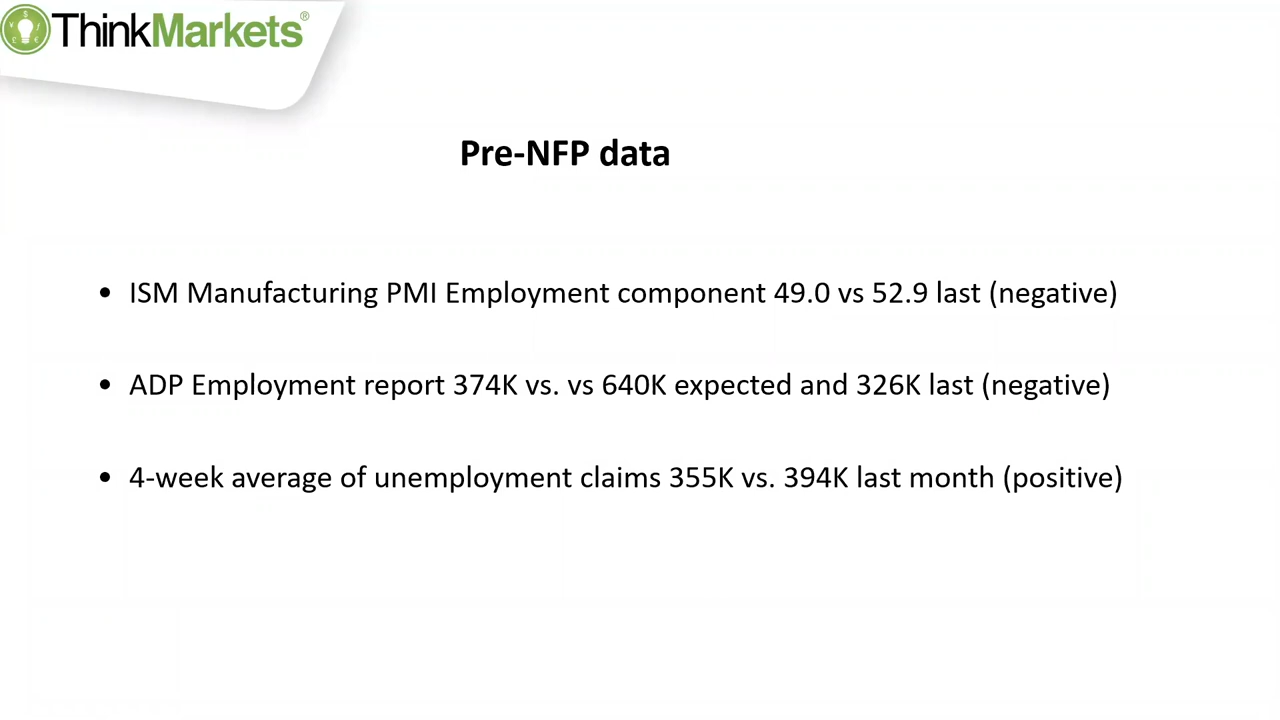 ThinkMarkets®
Pre-NFP data
• ISM Manufacturing PMI Employment component 49.0 vs 52.9 last (negative)
• ADP Employment report 374K vs. vs 640K expected and 326K last (negative)
• 4-week average of unemployment claims 355K vs. 394K last month (positive)